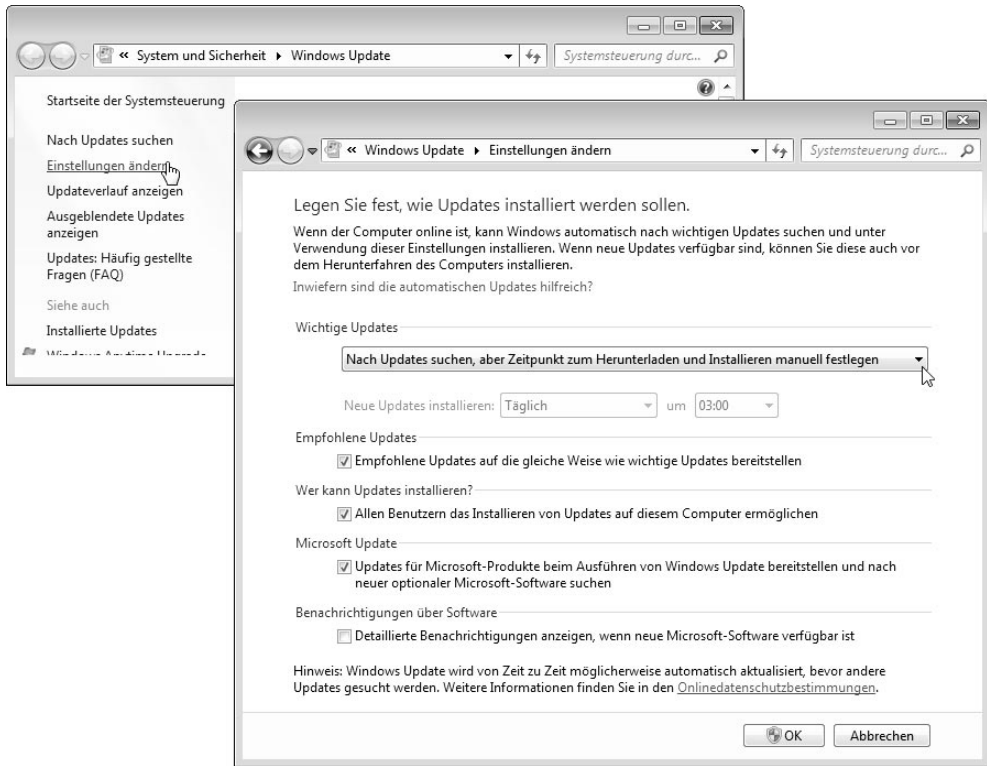 « System und Sicherheit ▸ Windows Update
Systemsteuerung durc...
Startseite der Systemsteuerung
Nach Updates suchen
Einstellungen ändern
Updateverlauf anzeigen
Ausgeblendete Updates
anzeigen
Updates: Häufig gestellte
Fragen (FAQ)
Siehe auch
Installierte Updates
Windows Anytime Upgrade
« Windows Update ▸ Einstellungen ändern
Systemsteuerung durc...
Legen Sie fest, wie Updates installiert werden sollen.
Wenn der Computer online ist, kann Windows automatisch nach wichtigen Updates suchen und unter
Verwendung dieser Einstellungen installieren. Wenn neue Updates verfügbar sind, können Sie diese auch vor
dem Herunterfahren des Computers installieren.
Inwiefern sind die automatischen Updates hilfreich?
Wichtige Updates
Nach Updates suchen, aber Zeitpunkt zum Herunterladen und Installieren manuell festlegen
Neue Updates installieren: Täglich um 03:00
Empfohlene Updates
Empfohlene Updates auf die gleiche Weise wie wichtige Updates bereitstellen
Wer kann Updates installieren?
Allen Benutzern das Installieren von Updates auf diesem Computer ermöglichen
Microsoft Update
Updates für Microsoft-Produkte beim Ausführen von Windows Update bereitstellen und nach
neuer optionaler Microsoft-Software suchen
Benachrichtigungen über Software
Detaillierte Benachrichtigungen anzeigen, wenn neue Microsoft-Software verfügbar ist
Hinweis: Windows Update wird von Zeit zu Zeit möglicherweise automatisch aktualisiert, bevor andere
Updates gesucht werden. Weitere Informationen finden Sie in den Onlinedatenschutzbestimmungen.
OK Abbrechen